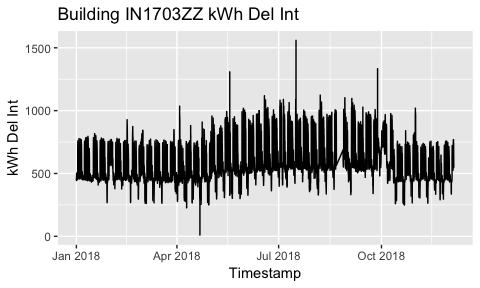 Building IN1703ZZ kWh Del Int
kWh Del Int
1500
1000
500
0
Jan 2018
Apr 2018
Jul 2018
Oct 2018
Timestamp